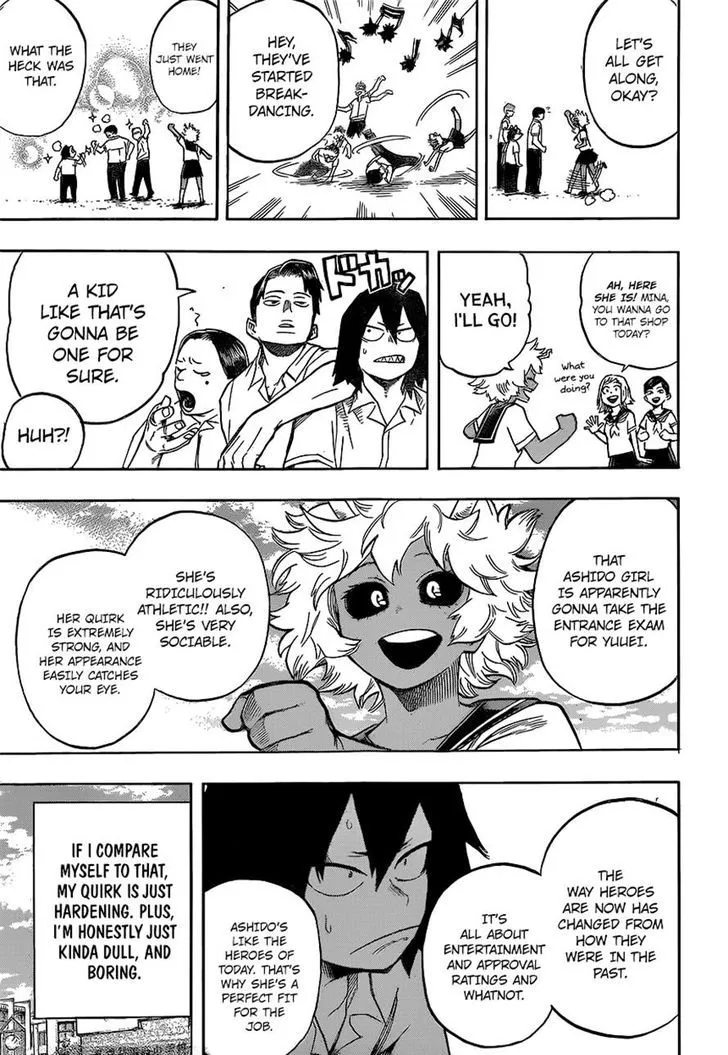 LET'S
ALL GET
ALONG,
OKAY?
HEY,
THEY'VE
STARTED
BREAK-
DANCING.
THEY
JUST WENT
HOME!
WHAT THE
HECK WAS
THAT.
AH, HERE
SHE IS! MINA,
YOU WANNA
GO TO THAT
SHOP TODAY?
What
were you
doing?
YEAH,
I'LL GO!
ドカッ
A KID
LIKE THAT'S
GONNA BE
ONE FOR
SURE.
HUH?!
THAT
ASHIDO GIRL
IS APPARENTLY
GONNA TAKE THE
ENTRANCE EXAM
FOR YUUEI.
SHE'S
RIDICULOUSLY
ATHLETIC!! ALSO,
SHE'S VERY
SOCIABLE.
HER QUIRK
IS EXTREMELY
STRONG, AND
HER APPEARANCE
EASILY CATCHES
YOUR EYE.
THE
WAY HEROES
ARE NOW HAS
CHANGED FROM
HOW THEY
WERE IN THE
PAST.
IT'S
ALL ABOUT
ENTERTAINMENT
AND APPROVAL
RATINGS AND
WHATNOT.
ASHIDO'S
LIKE THE
HEROES OF
TODAY. THAT'S
WHY SHE'S A
PERFECT FIT
FOR THE
JOB.
IF I COMPARE
MYSELF TO THAT,
MY QUIRK IS JUST
HARDENING. PLUS,
I'M HONESTLY JUST
KINDA DULL, AND
BORING.